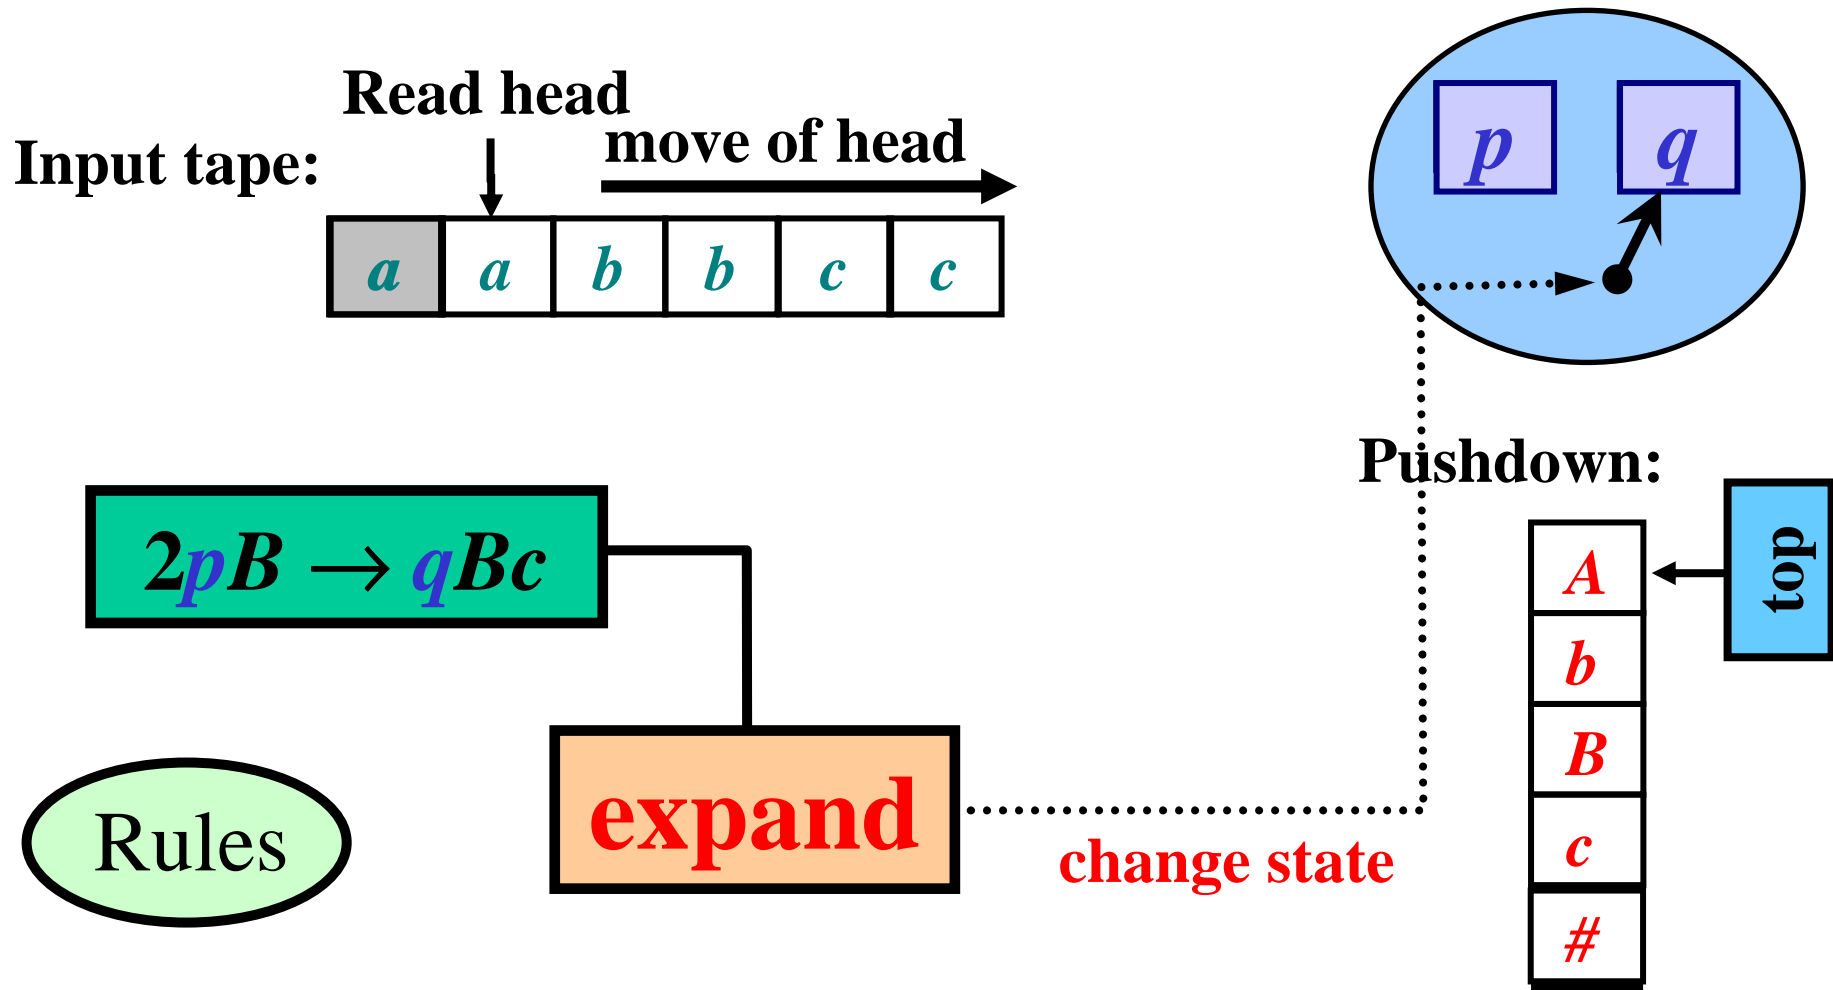 Read head
move of head
Input tape:
a a b b c c
p q
Pushdown:
2pB → qBc
top
A
b
B
c
#
expand
Rules
change state